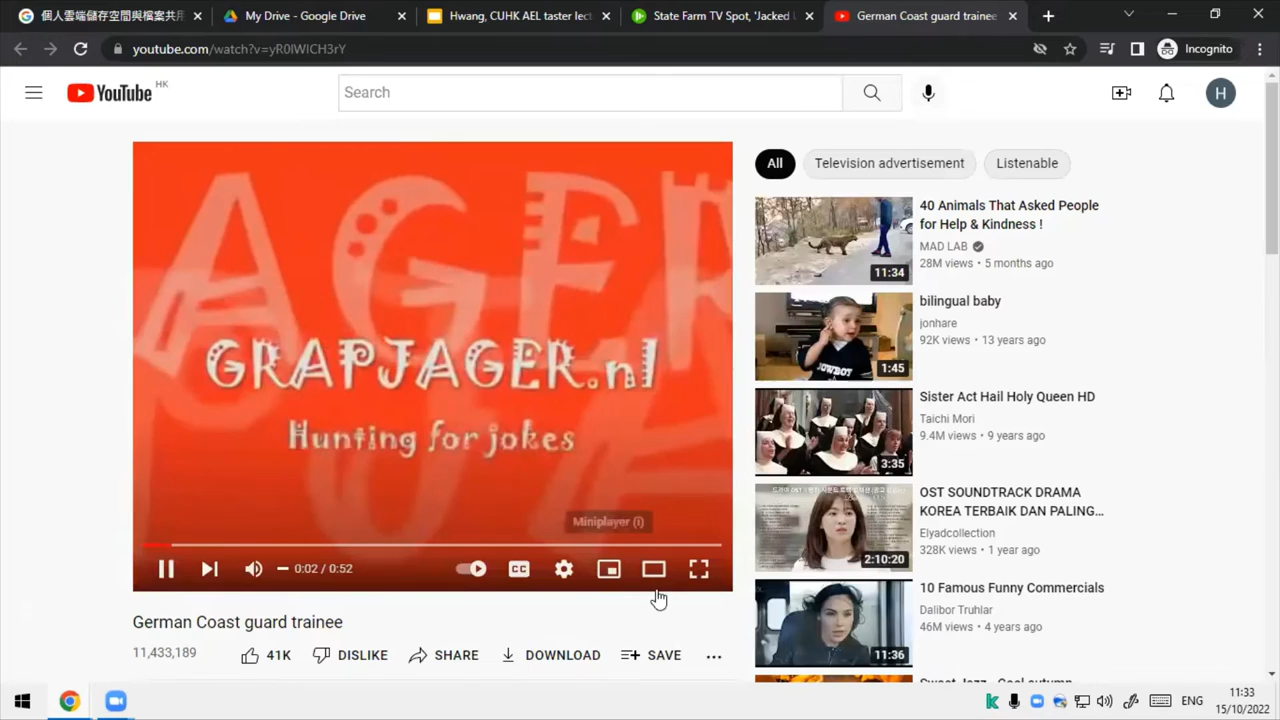 個人雲端儲存空間與檔案共用
My Drive - Google Drive
Hwang, CUHK AEL taster lect
State Farm TV Spot, 'Jacked U
German Coast guard trainee
youtube.com/watch?v=yR0lWICH3rY
Incognito
YouTube HK
Search
H
AGER
GRAPJAGER.nl
Hunting for jokes
Miniplayer (i)
0:02 / 0:52
CC
German Coast guard trainee
11,433,189
41K
DISLIKE
SHARE
DOWNLOAD
SAVE
All
Television advertisement
Listenable
40 Animals That Asked People
for Help & Kindness !
MAD LAB
28M views • 5 months ago
11:34
bilingual baby
jonhare
92K views • 13 years ago
COWBOY
1:45
Sister Act Hail Holy Queen HD
Taichi Mori
9.4M views • 9 years ago
3:35
OST SOUNDTRACK DRAMA
KOREA TERBAIK DAN PALING...
Elyadcollection
328K views • 1 year ago
2:10:20
10 Famous Funny Commercials
Dalibor Truhlar
46M views • 4 years ago
11:36
ENG
11:33
15/10/2022